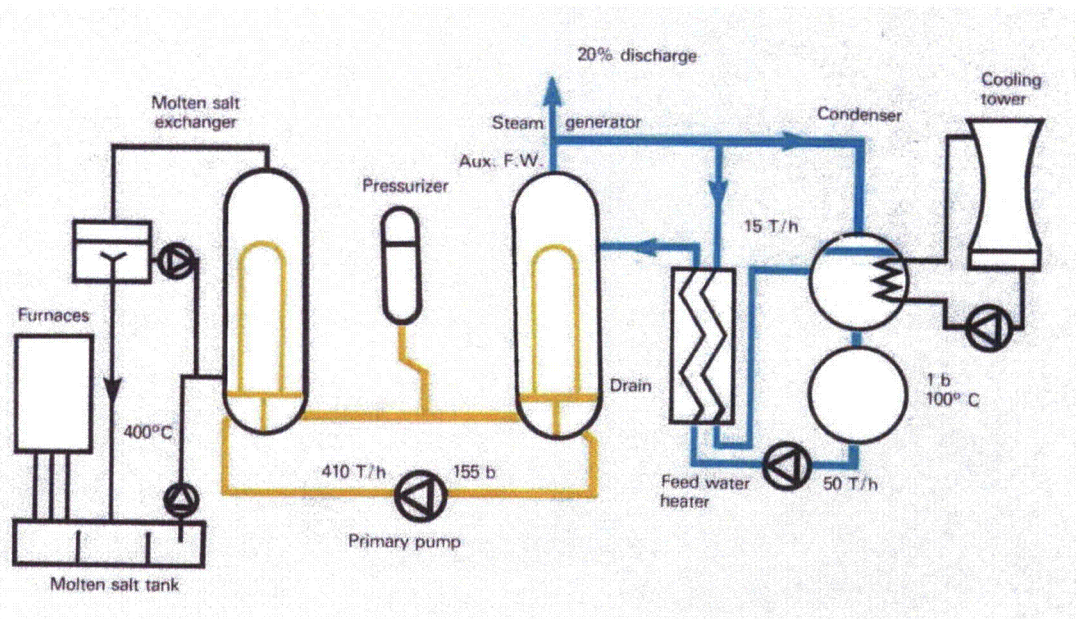 20% discharge
Cooling
tower
Molten salt
exchanger
Steam generator
Condenser
Aux. F.W.
Pressurizer
15 T/h
Furnaces
Drain
1 b
100° C
400°C
410 T/h
155 b
Feed water
heater
50 T/h
Primary pump
Molten salt tank